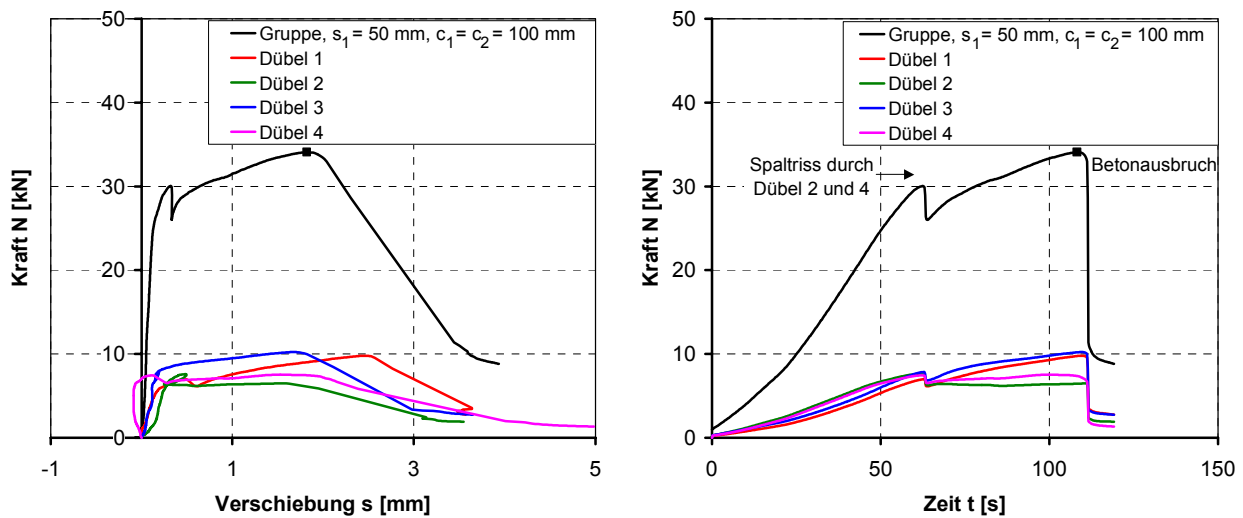 50
40
30
20
10
0
-1
1
3
5
Kraft N [kN]
Verschiebung s [mm]
Gruppe, s1 = 50 mm, c1 = c2 = 100 mm
Dübel 1
Dübel 2
Dübel 3
Dübel 4
50
40
30
20
10
0
0
50
100
150
Kraft N [kN]
Zeit t [s]
Gruppe, s1 = 50 mm, c1 = c2 = 100 mm
Dübel 1
Dübel 2
Dübel 3
Dübel 4
Spaltriss durch
Dübel 2 und 4
Betonausbruch